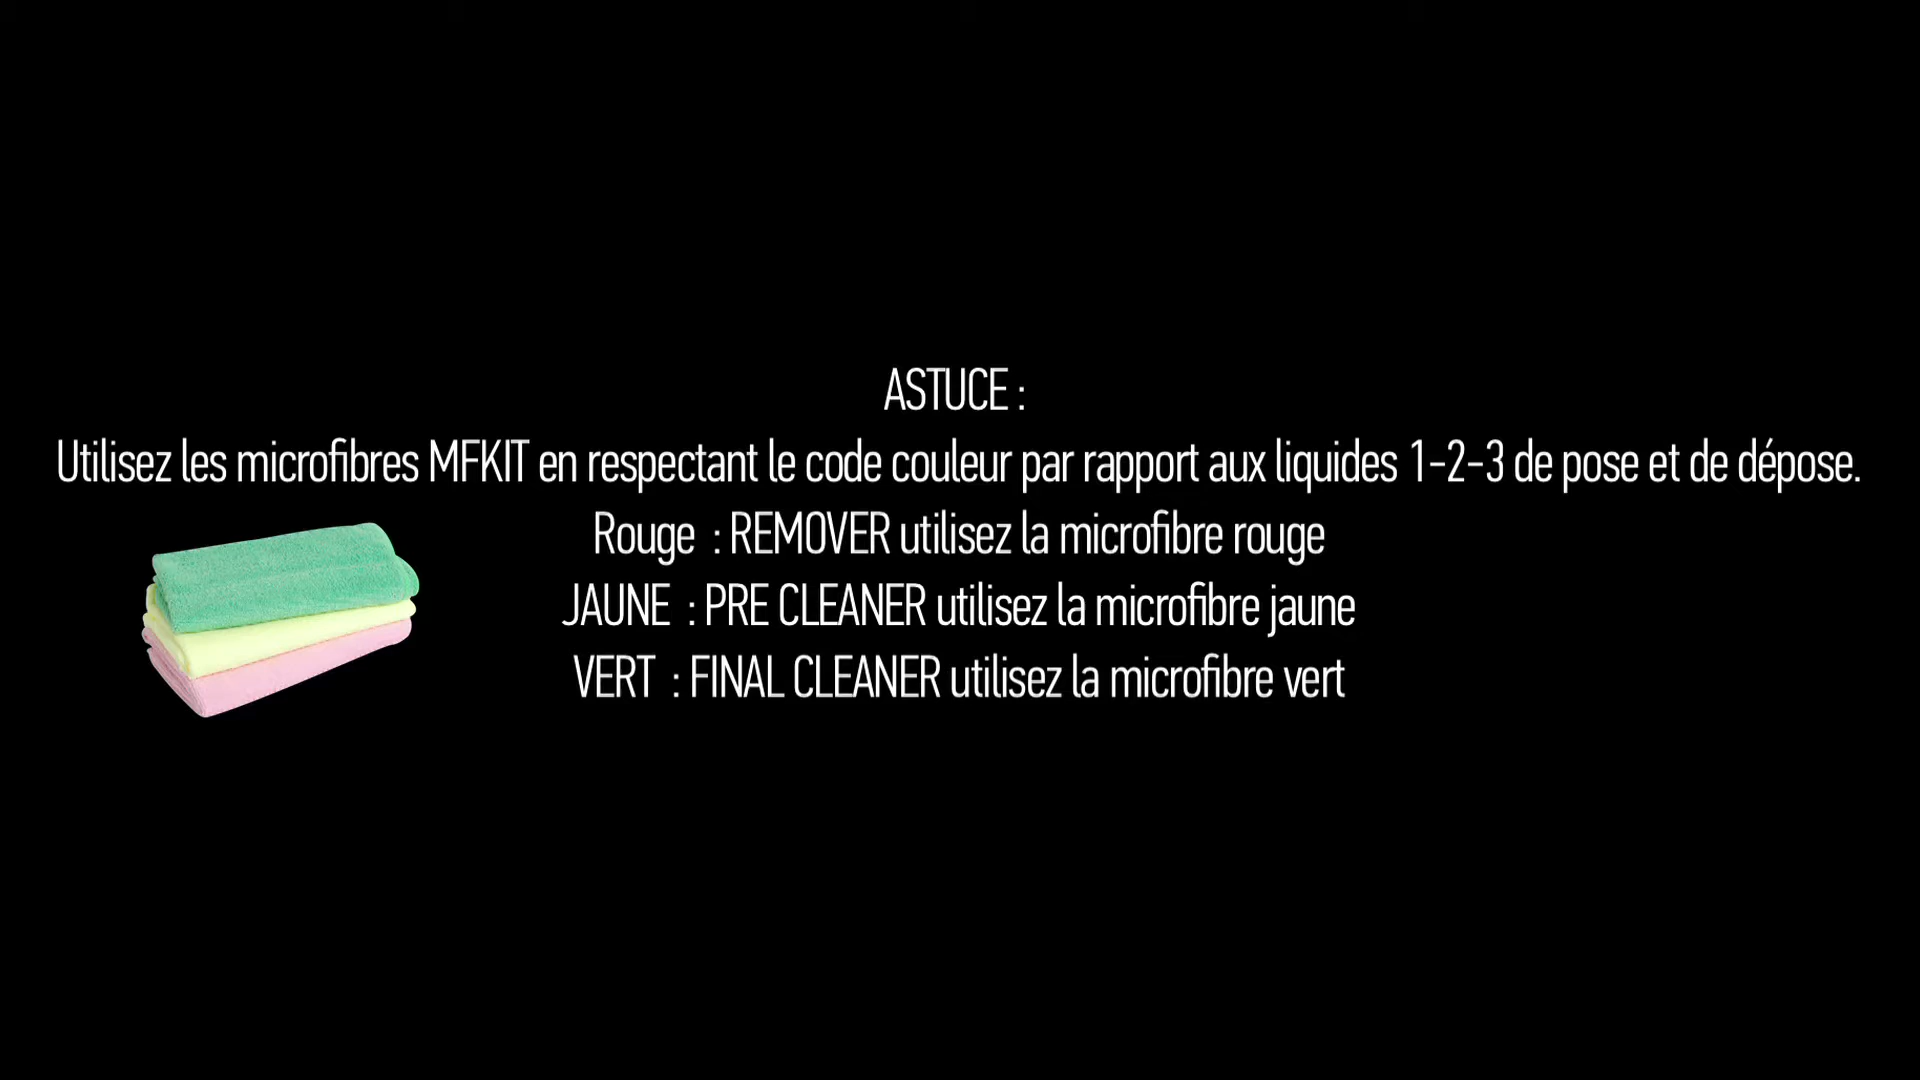 ASTUCE :
Utilisez les microfibres MFKIT en respectant le code couleur par rapport aux liquides 1-2-3 de pose et de dépose.
Rouge : REMOVER utilisez la microfibre rouge
JAUNE : PRE CLEANER utilisez la microfibre jaune
VERT : FINAL CLEANER utilisez la microfibre vert